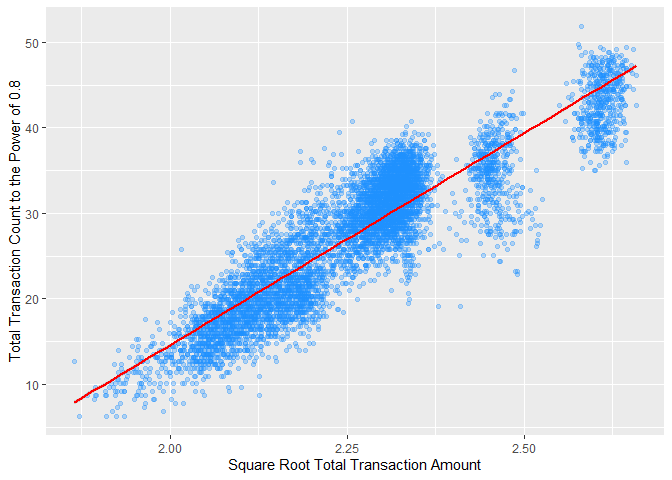 50
40
30
20
10
Total Transaction Count to the Power of 0.8
2.00 2.25 2.50
Square Root Total Transaction Amount